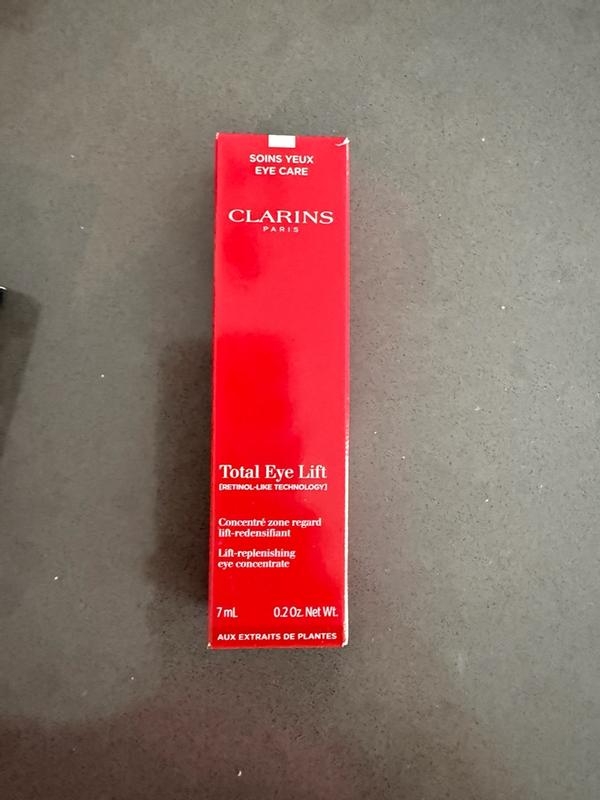 SOINS YEUX
EYE CARE
CLARINS
PARIS
Total Eye Lift
[RETINOL-LIKE TECHNOLOGY]
Concentré zone regard
lift-redensifiant
Lift-replenishing
eye concentrate
7 mL 0.2 Oz. Net Wt.
AUX EXTRAITS DE PLANTES